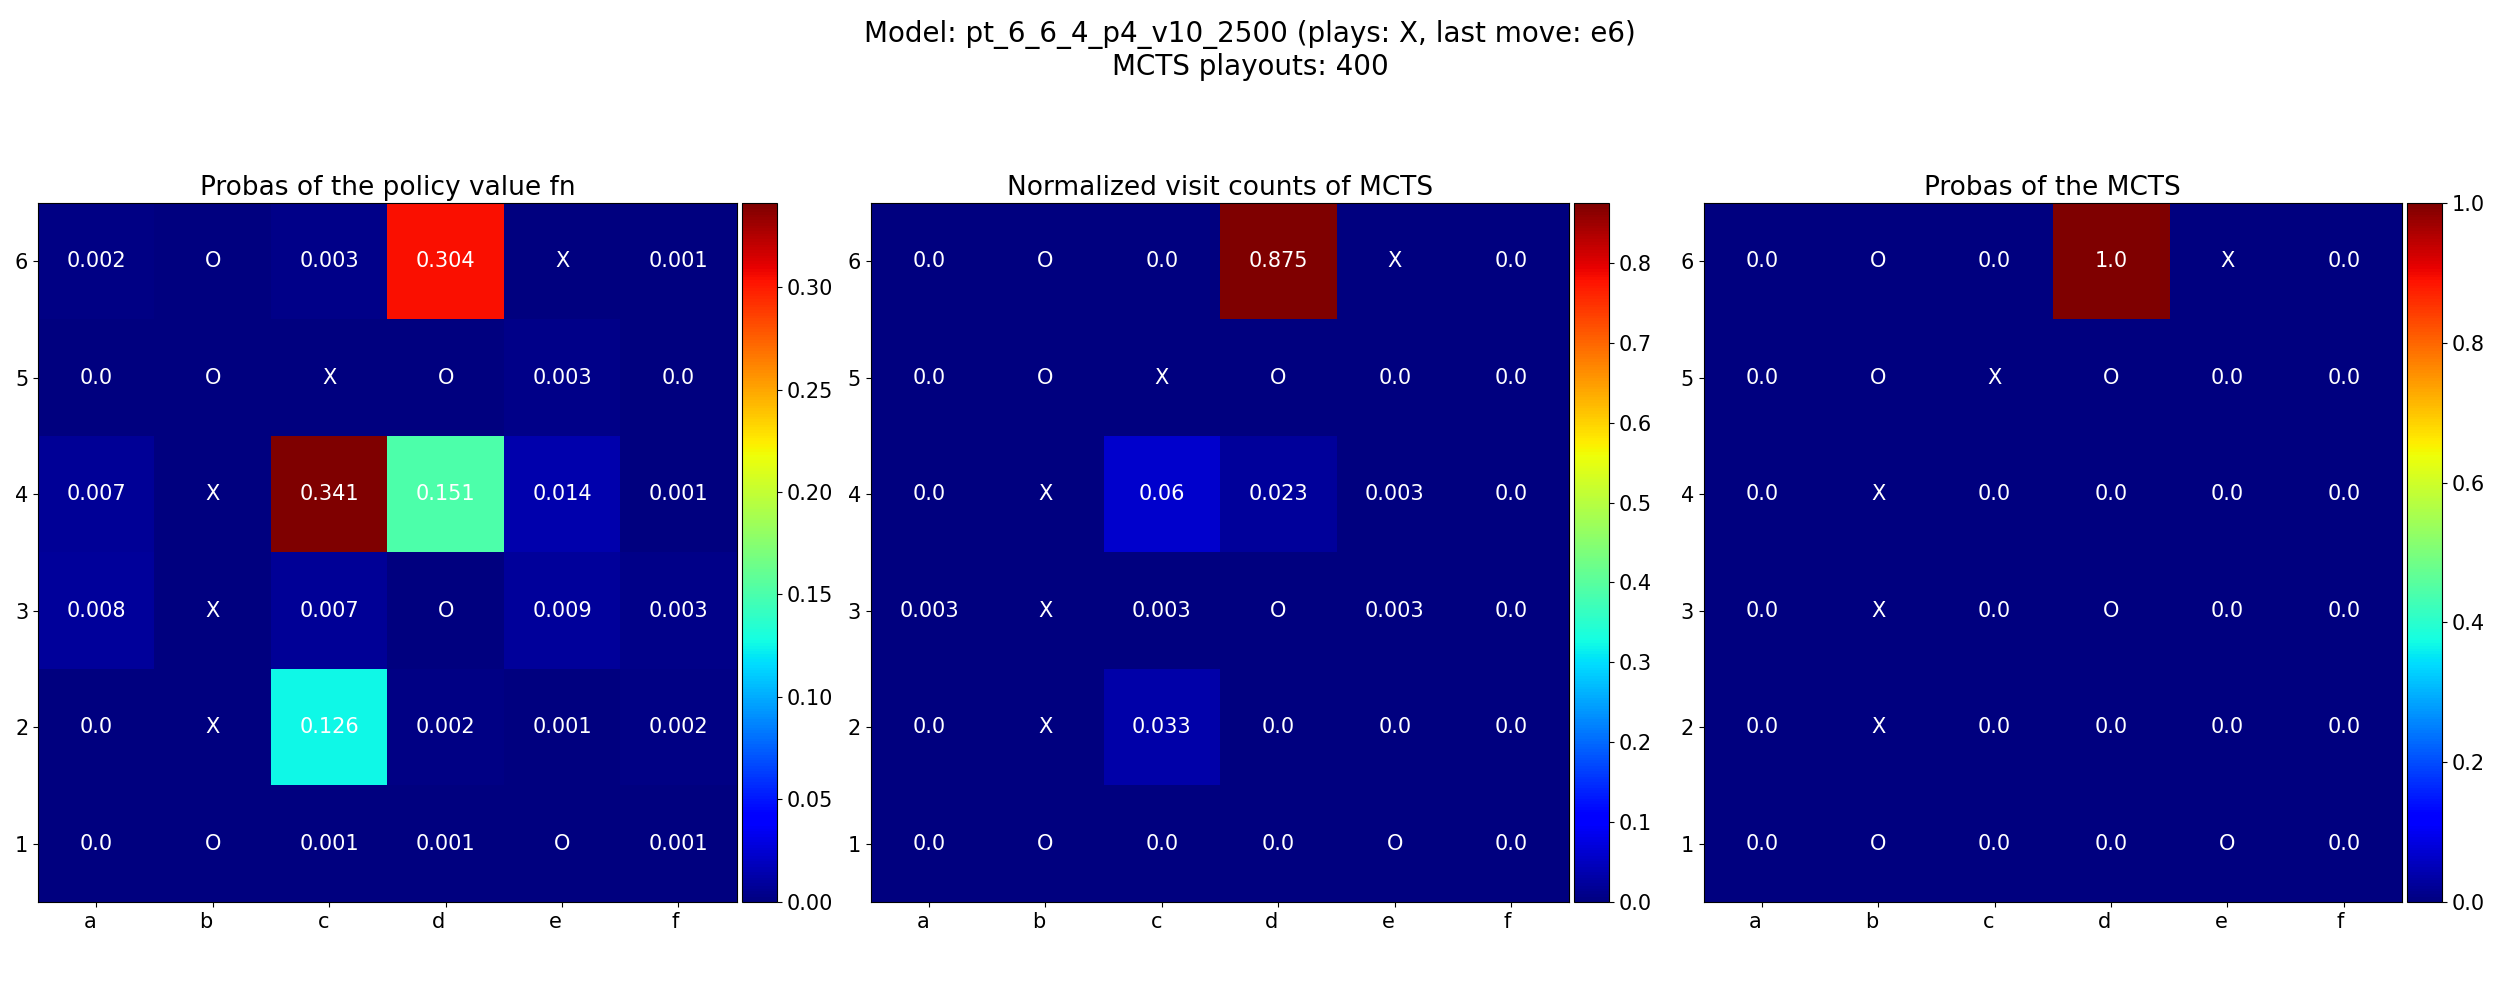 Model: pt_6_6_4_p4_v10_2500 (plays: X, last move: e6)
MCTS playouts: 400
Probas of the policy value fn
6 0.002 O 0.003 0.304 X 0.001
5 0.0 O X O 0.003 0.0
4 0.007 X 0.341 0.151 0.014 0.001
3 0.008 X 0.007 O 0.009 0.003
2 0.0 X 0.126 0.002 0.001 0.002
1 0.0 O 0.001 0.001 O 0.001
a b c d e f
0.30
0.25
0.20
0.15
0.10
0.05
0.00
Normalized visit counts of MCTS
6 0.0 O 0.0 0.875 X 0.0
5 0.0 O X O 0.0 0.0
4 0.0 X 0.06 0.023 0.003 0.0
3 0.003 X 0.003 O 0.003 0.0
2 0.0 X 0.033 0.0 0.0 0.0
1 0.0 O 0.0 0.0 O 0.0
a b c d e f
0.8
0.7
0.6
0.5
0.4
0.3
0.2
0.1
0.0
Probas of the MCTS
6 0.0 O 0.0 1.0 X 0.0
5 0.0 O X O 0.0 0.0
4 0.0 X 0.0 0.0 0.0 0.0
3 0.0 X 0.0 O 0.0 0.0
2 0.0 X 0.0 0.0 0.0 0.0
1 0.0 O 0.0 0.0 O 0.0
a b c d e f
1.0
0.8
0.6
0.4
0.2
0.0